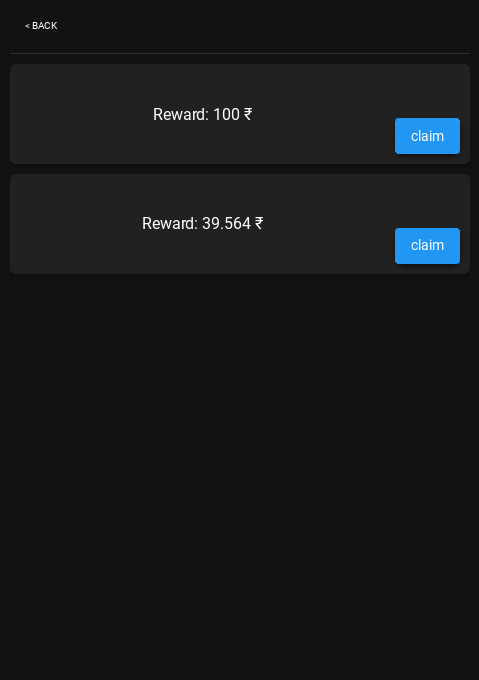 < BACK
Reward: 100 ₹
claim
Reward: 39.564 ₹
claim